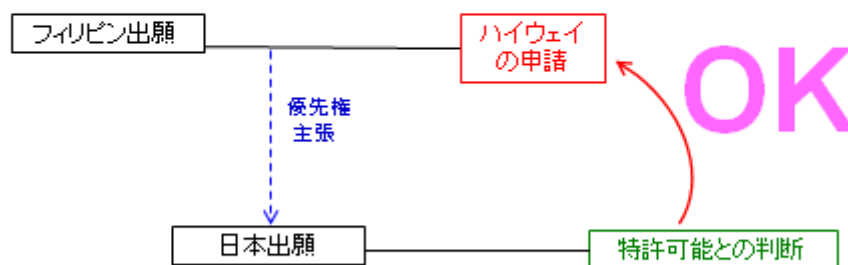 フィリピン出願
ハイウェイ
の申請
OK
優先権
主張
日本出願
特許可能との判断